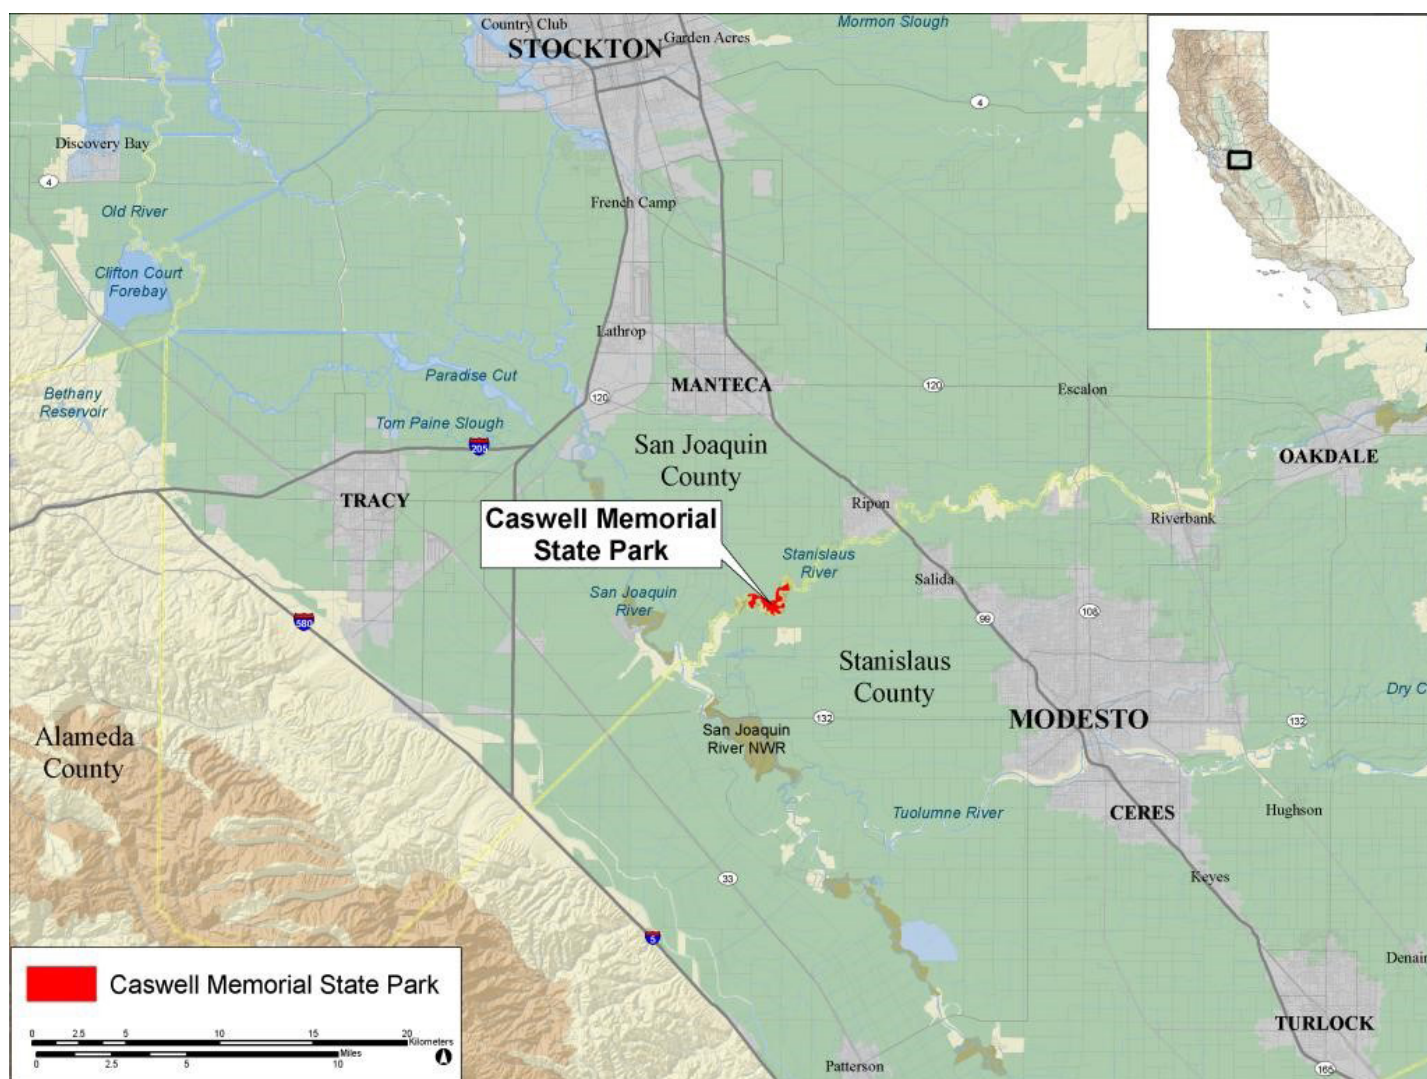 Country Club
Garden Acres
STOCKTON
Mormon Slough
4
Discovery Bay
4
Old River
French Camp
Clifton Court
Forebay
Lathrop
Paradise Cut
MANTECA
120
120
Escalon
Bethany
Reservoir
Tom Paine Slough
205
San Joaquin
County
OAKDALE
TRACY
Ripon
Riverbank
Caswell Memorial
State Park
Stanislaus
River
Salida
San Joaquin
River
580
99
108
Stanislaus
County
Dry C
MODESTO
132
132
San Joaquin
River NWR
Alameda
County
Tuolumne River
CERES
Hughson
33
Keyes
5
Denair
TURLOCK
Patterson
165
Caswell Memorial State Park
0 2.5 5 10 15 20
Kilometers
Miles
0 2.5 5 10